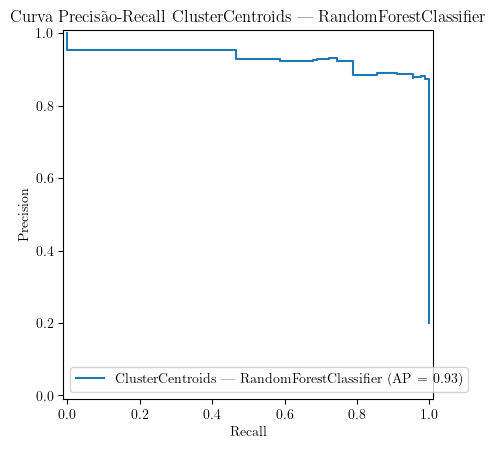 Curva Precisão-Recall ClusterCentroids — RandomForestClassifier
1.0
0.8
0.6
0.4
0.2
0.0
Precision
ClusterCentroids — RandomForestClassifier (AP = 0.93)
0.0 0.2 0.4 0.6 0.8 1.0
Recall